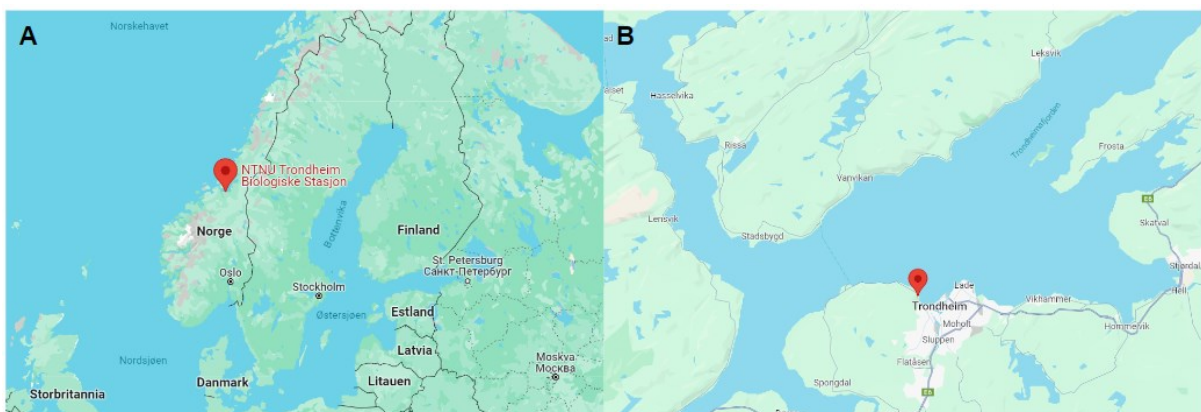 A
Norskehavet
NTNU Trondheim
Biologiske Stasjon
Norge
Bottenvika
Finland
Oslo
Stockholm
St. Petersburg
Санкт-Петербург
Østersjøen
Estland
Latvia
Nordsjøen
Danmark
Litauen
Moskva
Москва
Storbritannia
B
Leksvik
Hasselvika
Rissa
Trondheimsfjorden
Frosta
Vanvikan
Lensvik
Stadsbygd
E6
Skatval
Stjørdal
Hell
Lade
Trondheim
Vikhammer
Moholt
Hommelvik
Sluppen
Flatåsen
Spongdal
E6